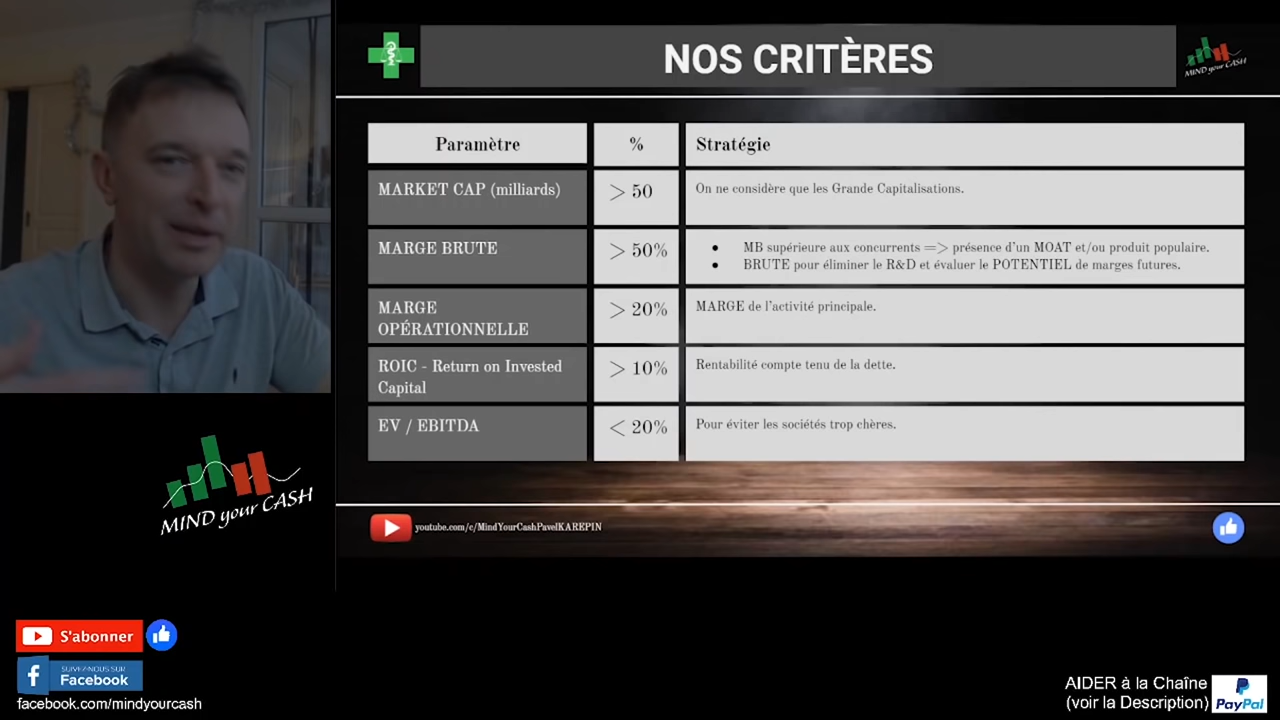 NOS CRITÈRES
MIND your CASH
Paramètre
%
Stratégie
MARKET CAP (milliards)
> 50
On ne considère que les Grande Capitalisations.
MARGE BRUTE
> 50%
• MB supérieure aux concurrents => présence d'un MOAT et/ou produit populaire.
• BRUTE pour éliminer le R&D et évaluer le POTENTIEL de marges futures.
MARGE
OPÉRATIONNELLE
> 20%
MARGE de l'activité principale.
ROIC - Return on Invested
Capital
> 10%
Rentabilité compte tenu de la dette.
EV / EBITDA
< 20%
Pour éviter les sociétés trop chères.
MIND your CASH
youtube.com/c/MindYourCashPavelKAREPIN
S'abonner
SUIVEZ-NOUS SUR
Facebook
facebook.com/mindyourcash
AIDER à la Chaîne
(voir la Description)
PayPal